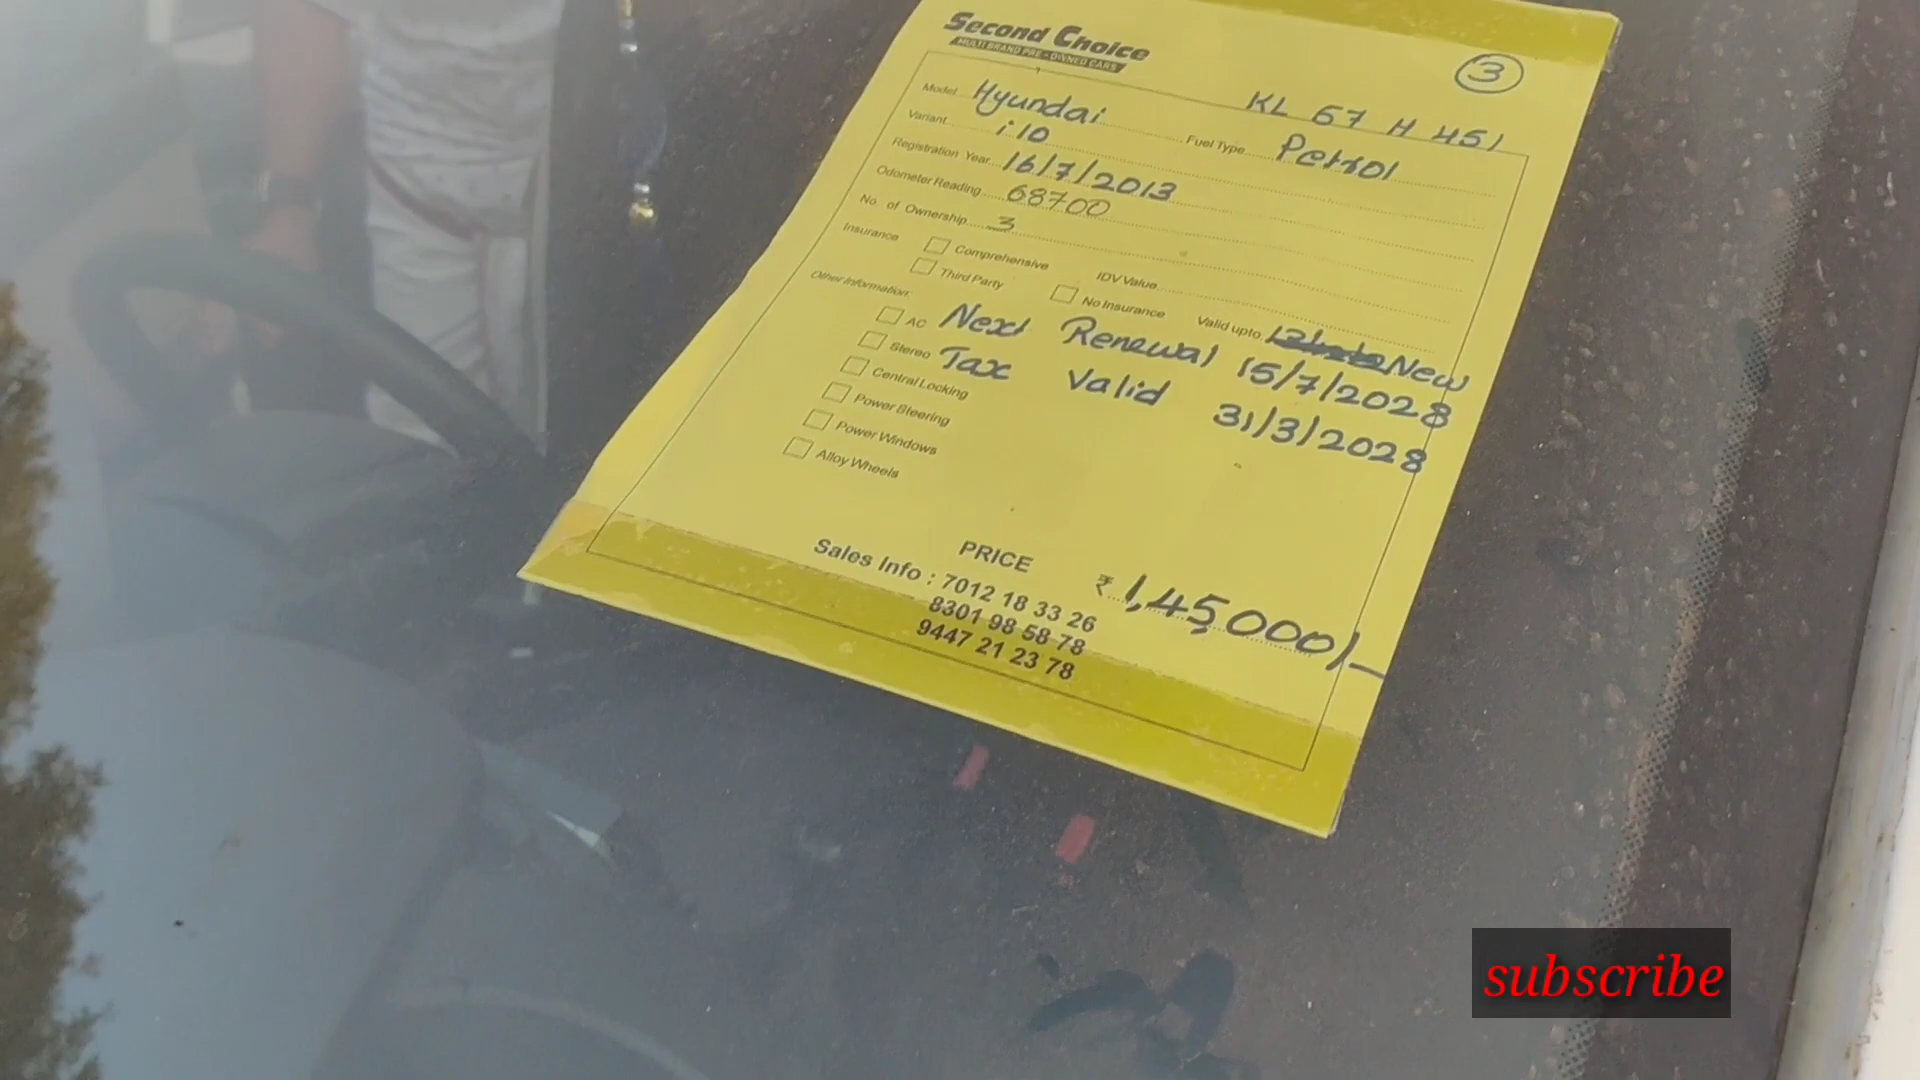 Second Choice
MULTI BRAND PRE - OWNED CARS
3
KL 67 H 451
Model Hyundai
Fuel Type Petrol
Variant i10
Registration Year 16/7/2013
Odometer Reading 68700
No. of Ownership 3
Insurance
Comprehensive
IDV Value
Third Party
No Insurance
Valid upto New
Other Information:
AC
Next Renewal 15/7/2028
Stereo
Tax Valid 31/3/2028
Central Locking
Power Steering
Power Windows
Alloy Wheels
PRICE ₹ 1,45,000/-
Sales Info : 7012 18 33 26
8301 98 58 78
9447 21 23 78
subscribe